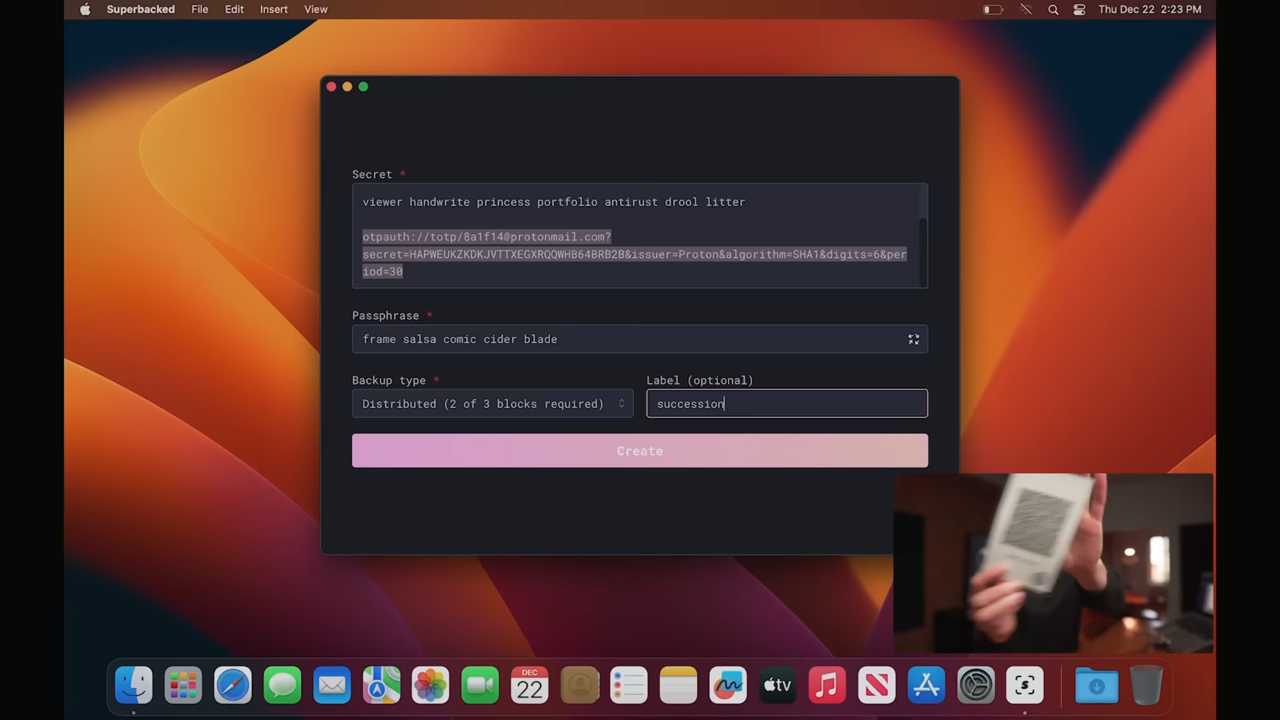 Superbacked File Edit Insert View Thu Dec 22 2:23 PM
Secret *
viewer handwrite princess portfolio antirust drool litter
otpauth://totp/8a1f14@protonmail.com?
secret=HAPWEUKZKDKJVTTXEGXRQQWHB64BRB2B&issuer=Proton&algorithm=SHA1&digits=6&per
iod=30
Passphrase *
frame salsa comic cider blade
Backup type *
Label (optional)
Distributed (2 of 3 blocks required)
succession
Create
DEC
22
tv